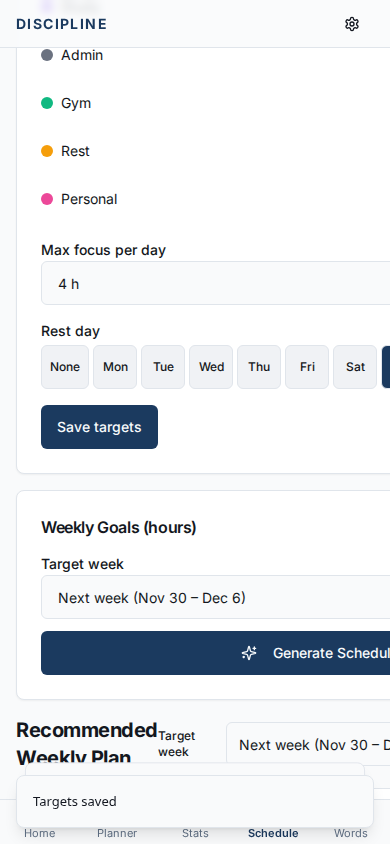 DISCIPLINE
Admin
Gym
Rest
Personal
Max focus per day
4 h
Rest day
None Mon Tue Wed Thu Fri Sat
Save targets
Weekly Goals (hours)
Target week
Next week (Nov 30 – Dec 6)
Generate Schedul
Recommended
Weekly Plan
Target
week
Next week (Nov 30 – D
Targets saved
Home Planner Stats Schedule Words